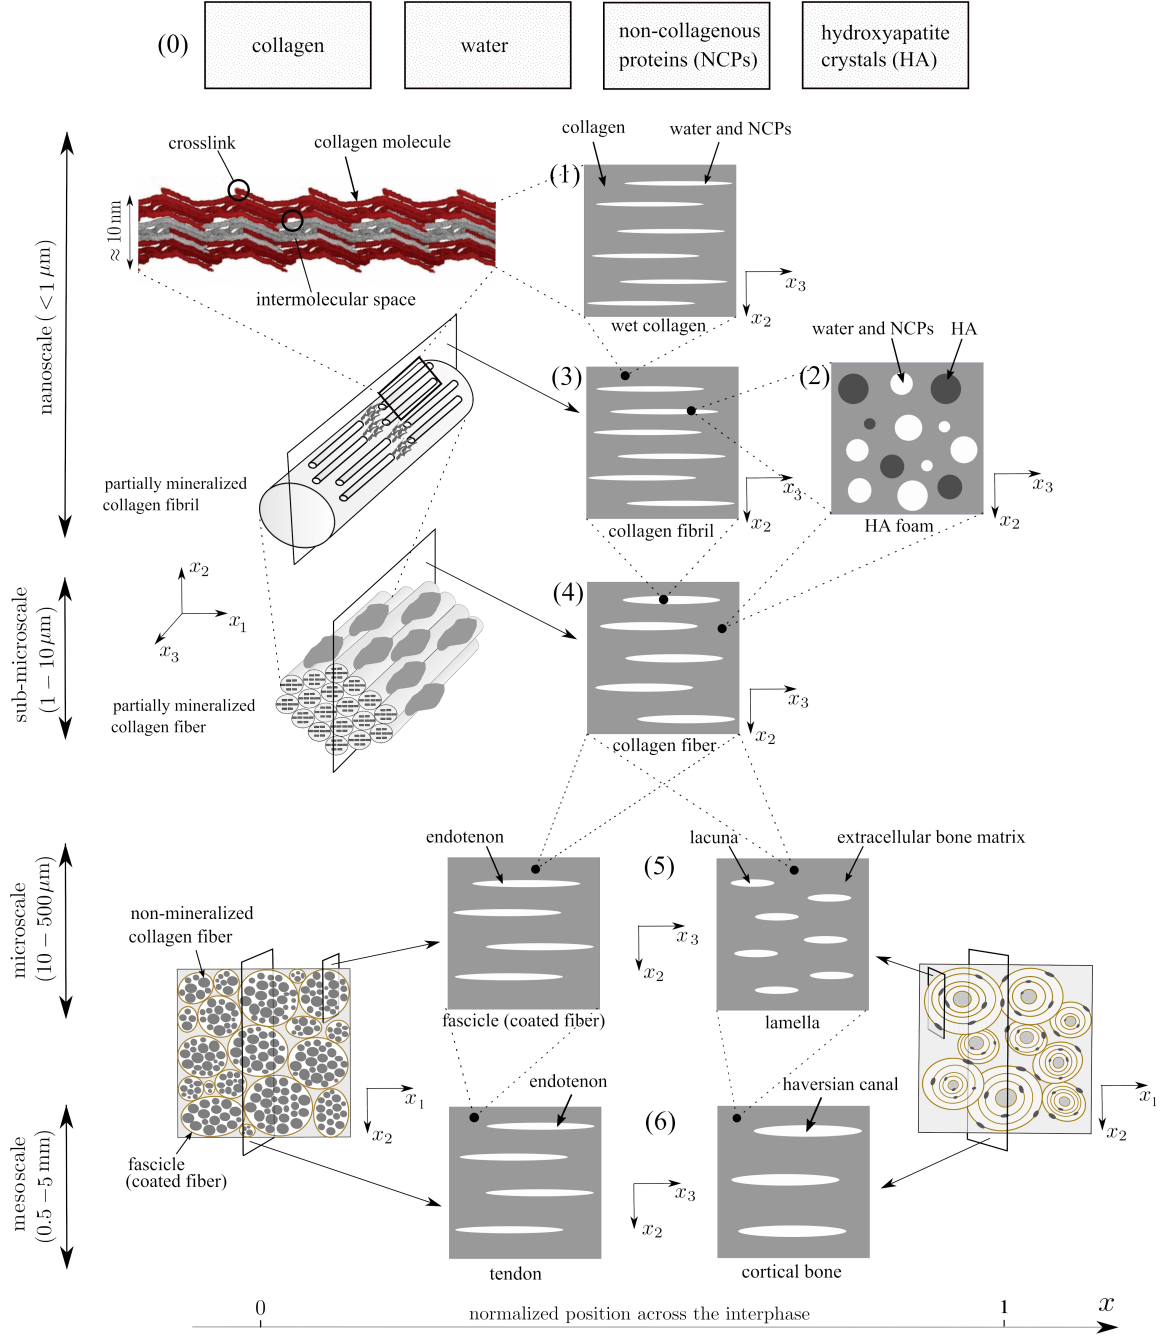 (0)
collagen
water
non-collagenous
proteins (NCPs)
hydroxyapatite
crystals (HA)
nanoscale (< 1 μm)
crosslink
collagen molecule
≈ 10 nm
intermolecular space
collagen
water and NCPs
(1)
x3
x2
wet collagen
water and NCPs
HA
(3)
(2)
x3
x2
collagen fibril
x3
x2
HA foam
partially mineralized
collagen fibril
sub-microscale
(1 − 10 μm)
x2
x1
x3
(4)
x3
x2
collagen fiber
partially mineralized
collagen fiber
microscale
(10 − 500 μm)
endotenon
lacuna
extracellular bone matrix
(5)
non-mineralized
collagen fiber
x3
x2
fascicle (coated fiber)
lamella
mesoscale
(0.5 − 5 mm)
x1
x2
endotenon
haversian canal
(6)
x1
x2
fascicle
(coated fiber)
x3
x2
tendon
cortical bone
0
normalized position across the interphase
1
x